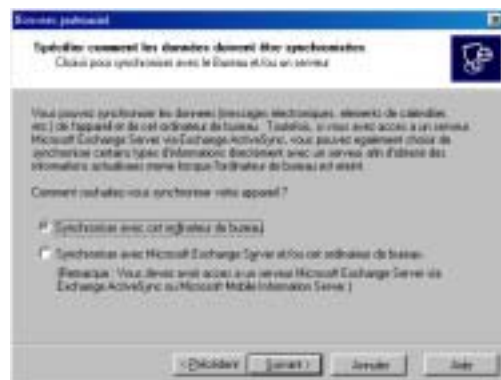 Nouveau partenariat
Spécifier comment les données doivent être synchronisées
Choisir pour synchroniser avec le Bureau et/ou un serveur
Vous pouvez synchroniser les données (messages électroniques, éléments de calendrier,
etc.) de l'appareil et de cet ordinateur de bureau. Toutefois, si vous avez accès à un serveur
Microsoft Exchange Server via Exchange ActiveSync, vous pouvez également choisir de
synchroniser certains types d'informations directement avec un serveur afin d'obtenir des
informations actualisées même lorsque l'ordinateur de bureau est éteint.
Comment souhaitez-vous synchroniser votre appareil ?
Synchroniser avec cet ordinateur de bureau
Synchroniser avec Microsoft Exchange Server et/ou cet ordinateur de bureau.
(Remarque : Vous devez avoir accès à un serveur Microsoft Exchange Server via
Exchange ActiveSync ou Microsoft Mobile Information Server.)
< Précédent
Suivant >
Annuler
Aide